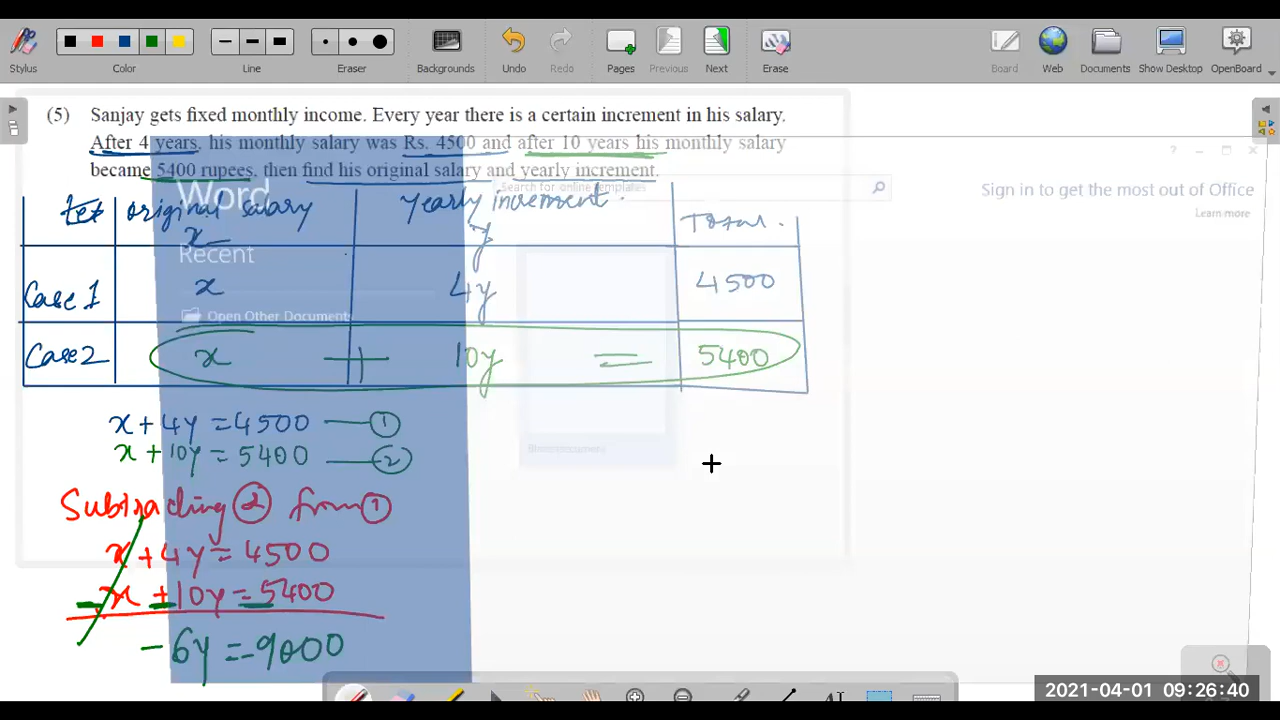 Stylus Color Line Eraser Backgrounds Undo Redo Pages Previous Next Erase Board Web Documents Show Desktop OpenBoard
(5) Sanjay gets fixed monthly income. Every year there is a certain increment in his salary.
After 4 years, his monthly salary was Rs. 4500 and after 10 years his monthly salary
became 5400 rupees, then find his original salary and yearly increment.
Word
Search for online templates
Sign in to get the most out of Office
Learn more
original salary yearly increment. Total.
x y
Recent
Case 1 x 4y 4500
Open Other Documents
Case 2 x + 10y = 5400
x + 4y = 4500 — 1
x + 10y = 5400 — 2
Subtracting 2 from 1
x + 4y = 4500
- x + 10y = 5400
- 6y = -9000
2021-04-01 09:26:40